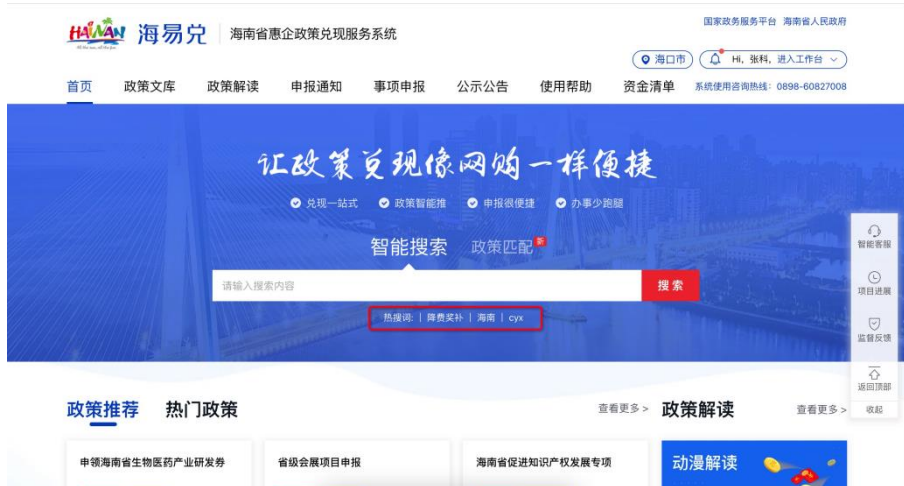 国家政务服务平台 海南省人民政府
HAINAN 海易兑 海南省惠企政策兑现服务系统
海口市 Hi, 张科, 进入工作台
首页 政策文库 政策解读 申报通知 事项申报 公示公告 使用帮助 资金清单 系统使用咨询热线: 0898-60827008
让政策兑现像网购一样便捷
兑现一站式 政策智能推 申报很便捷 办事少跑腿
智能搜索 政策匹配 新
请输入搜索内容 搜索
热搜词: | 降费奖补 | 海南 | cyx
智能客服
项目进展
监督反馈
返回顶部
收起
政策推荐 热门政策 查看更多 > 政策解读 查看更多 >
申领海南省生物医药产业研发券 省级会展项目申报 海南省促进知识产权发展专项 动漫解读